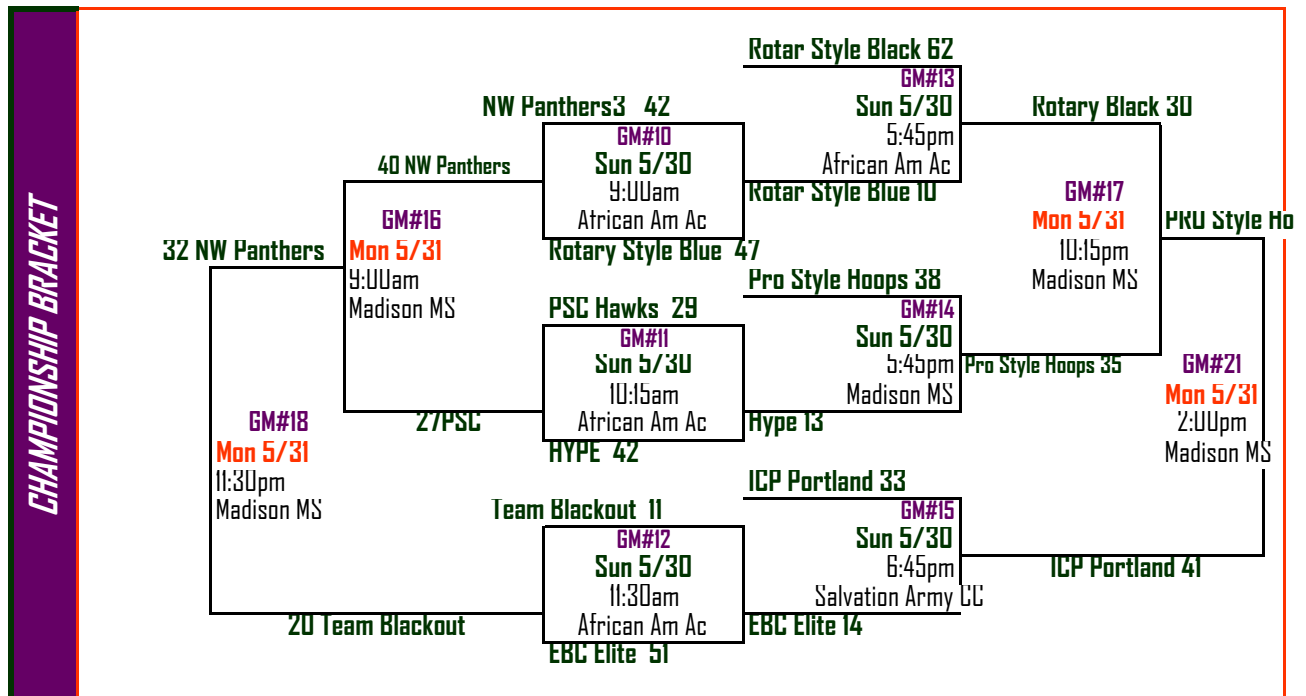 CHAMPIONSHIP BRACKET
Rotar Style Black 62
GM#13
Sun 5/30
5:45pm
African Am Ac
Rotar Style Blue 10
NW Panthers3 42
GM#10
Sun 5/30
9:00am
African Am Ac
Rotary Style Blue 47
Rotary Black 30
GM#17
Mon 5/31
10:15pm
Madison MS
Pro Style Hoops 35
PRO Style Ho
40 NW Panthers
GM#16
Mon 5/31
9:00am
Madison MS
27PSC
32 NW Panthers
GM#18
Mon 5/31
11:30pm
Madison MS
20 Team Blackout
PSC Hawks 29
GM#11
Sun 5/30
10:15am
African Am Ac
HYPE 42
Pro Style Hoops 38
GM#14
Sun 5/30
5:45pm
Madison MS
Hype 13
GM#21
Mon 5/31
2:00pm
Madison MS
Team Blackout 11
GM#12
Sun 5/30
11:30am
African Am Ac
EBC Elite 51
ICP Portland 33
GM#15
Sun 5/30
6:45pm
Salvation Army CC
EBC Elite 14
ICP Portland 41